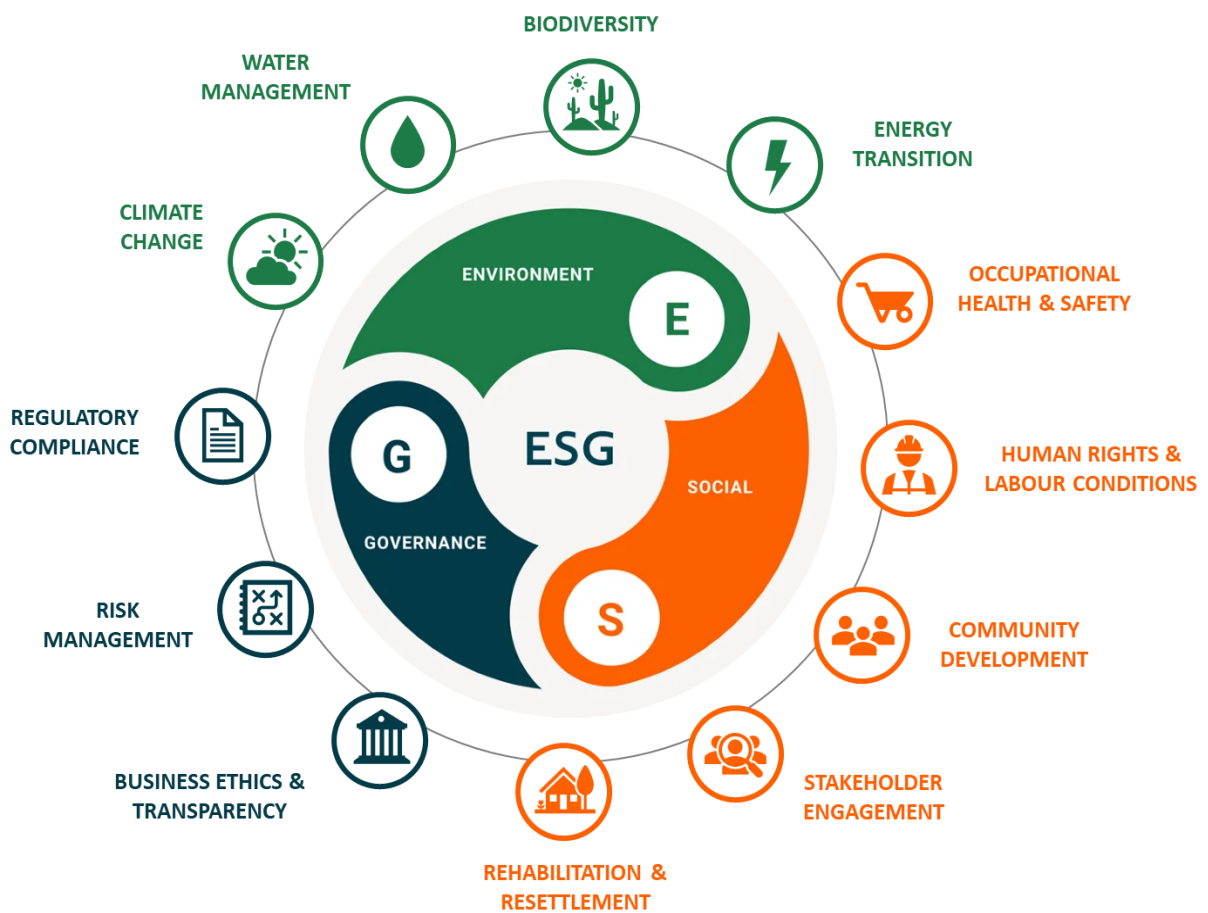 BIODIVERSITY
WATER
MANAGEMENT
ENERGY
TRANSITION
CLIMATE
CHANGE
OCCUPATIONAL
HEALTH & SAFETY
ENVIRONMENT
E
REGULATORY
COMPLIANCE
G
ESG
HUMAN RIGHTS &
LABOUR CONDITIONS
SOCIAL
GOVERNANCE
RISK
MANAGEMENT
S
COMMUNITY
DEVELOPMENT
BUSINESS ETHICS &
TRANSPARENCY
STAKEHOLDER
ENGAGEMENT
REHABILITATION &
RESETTLEMENT